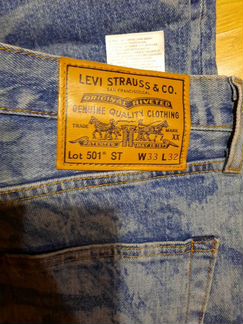 LEVI STRAUSS & CO.
SAN FRANCISCO, CAL.
ORIGINAL RIVETED
GENUINE QUALITY CLOTHING
TRADE MARK
XX
PATENTED
Lot 501" ST W33 L32